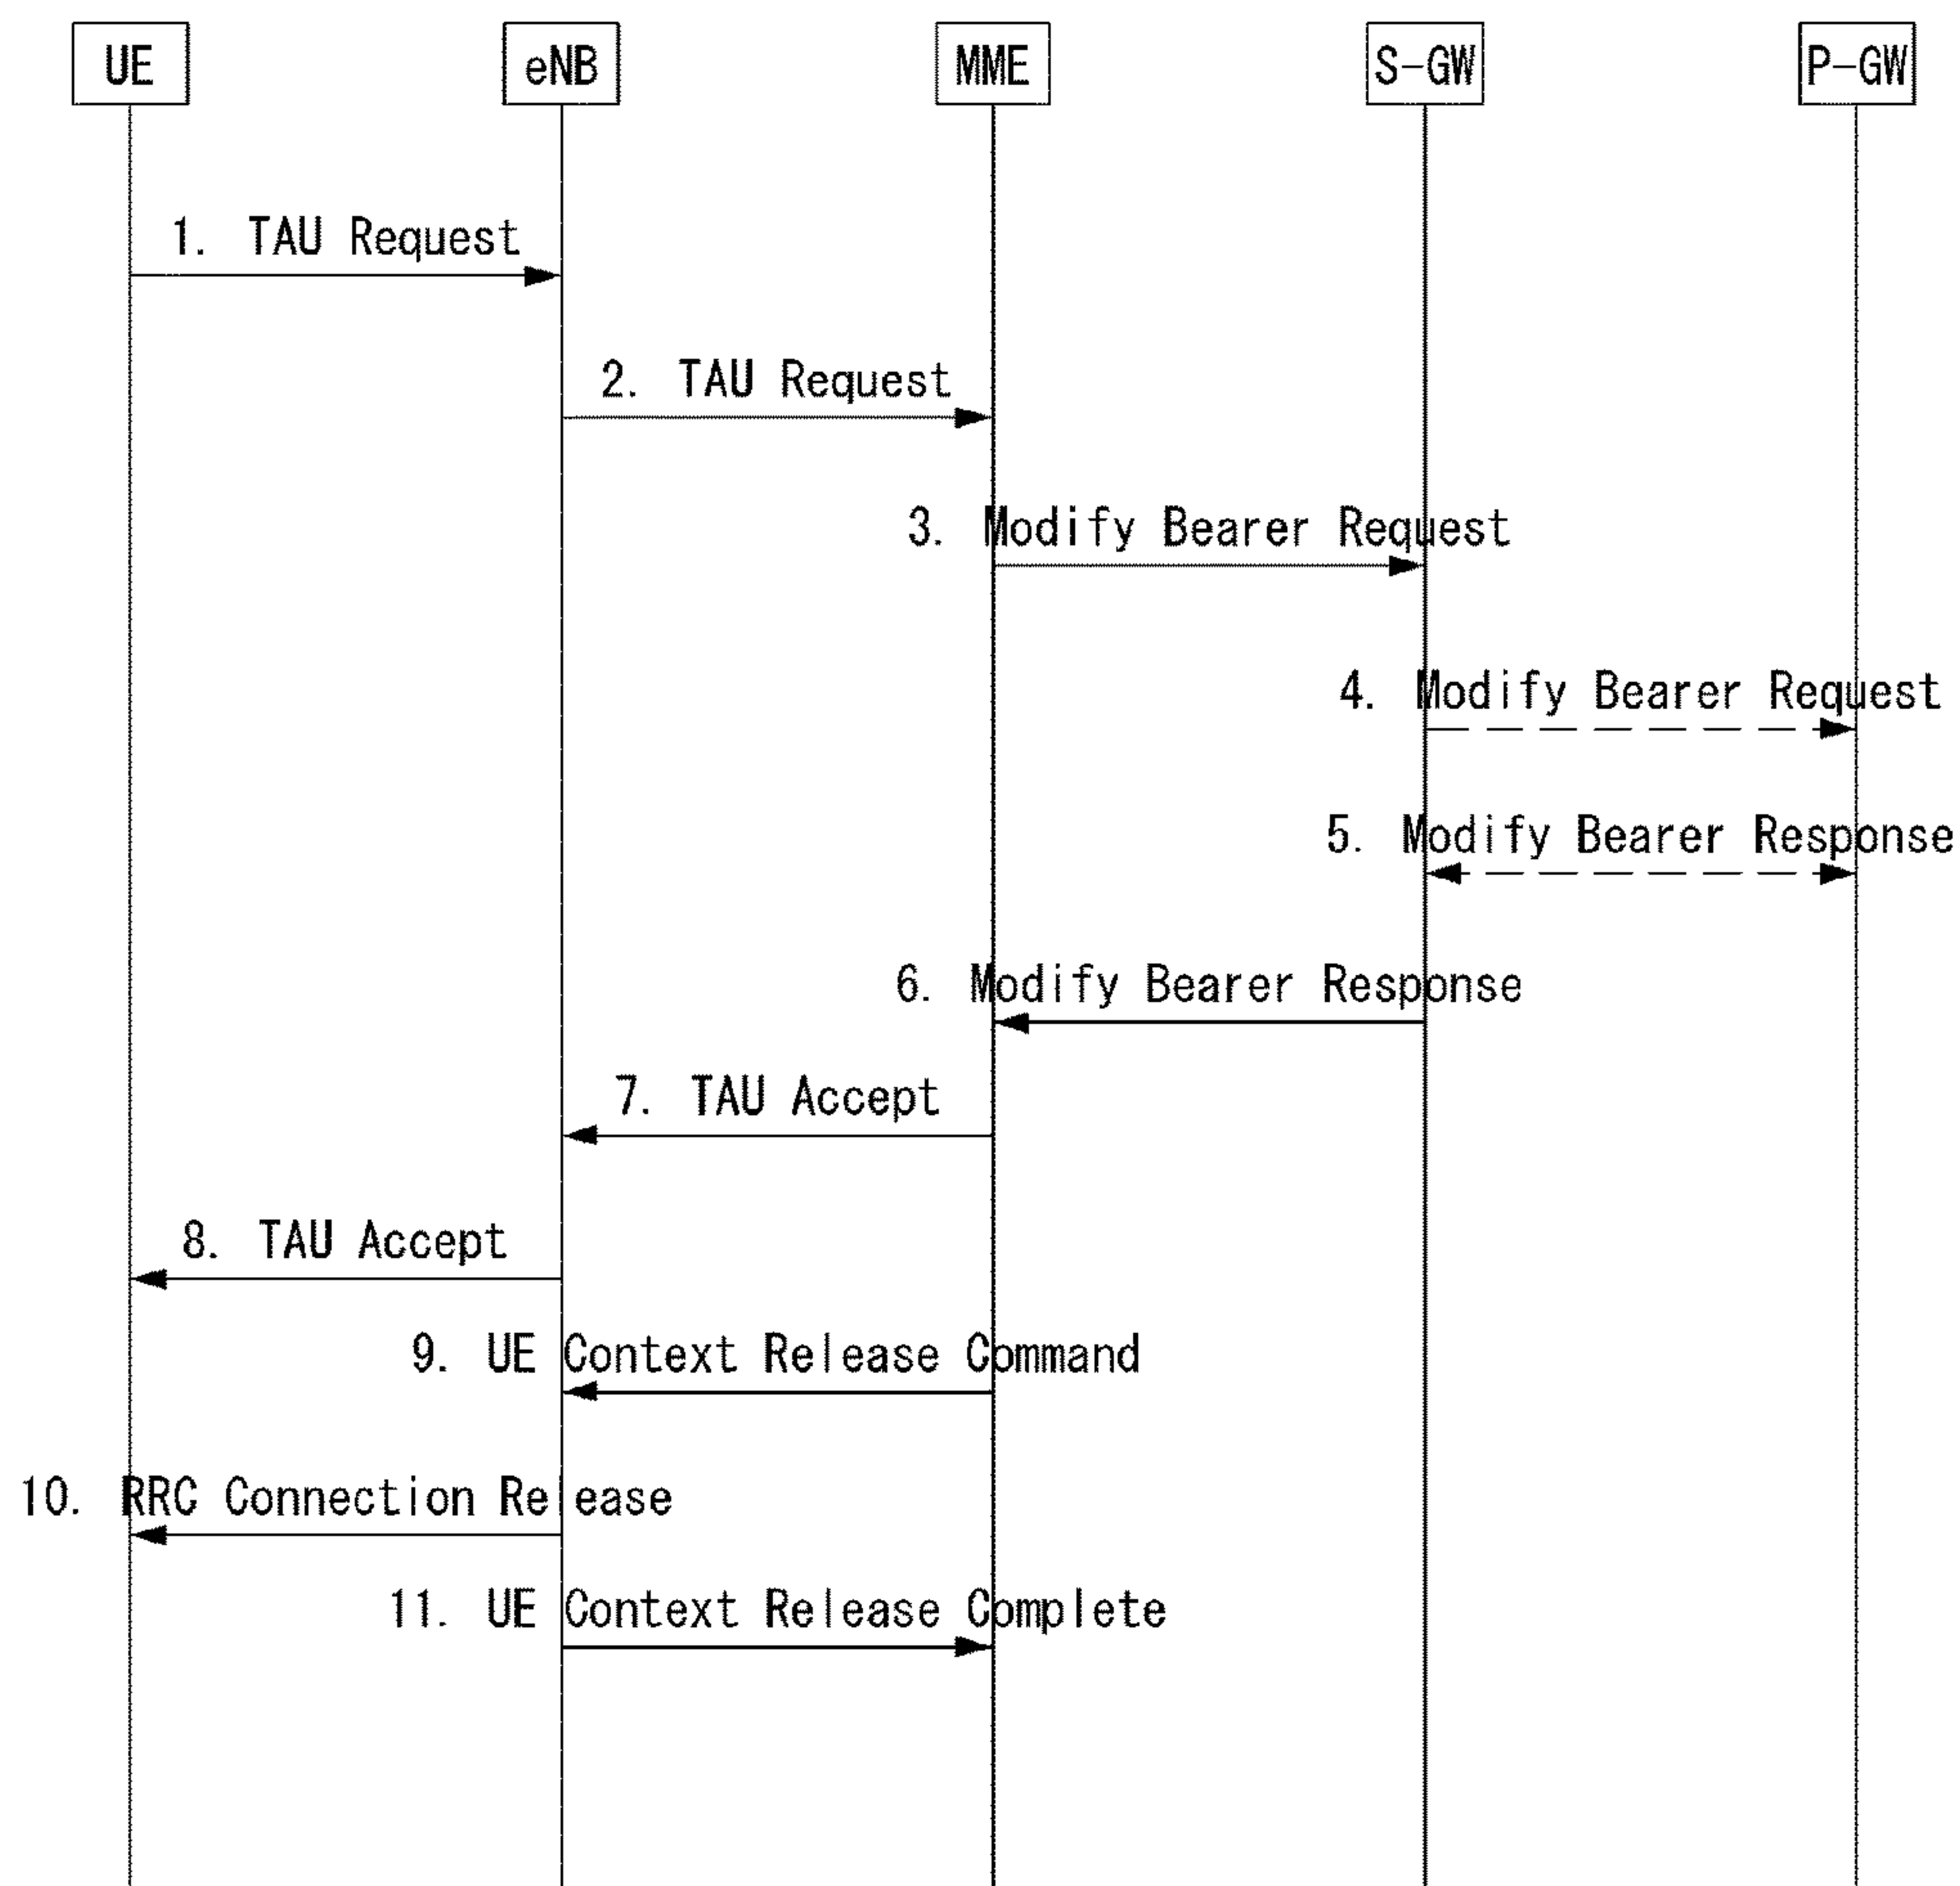 UE eNB MME S-GW P-GW
1. TAU Request
2. TAU Request
3. Modify Bearer Request
4. Modify Bearer Request
5. Modify Bearer Response
6. Modify Bearer Response
7. TAU Accept
8. TAU Accept
9. UE Context Release Command
10. RRC Connection Release
11. UE Context Release Complete